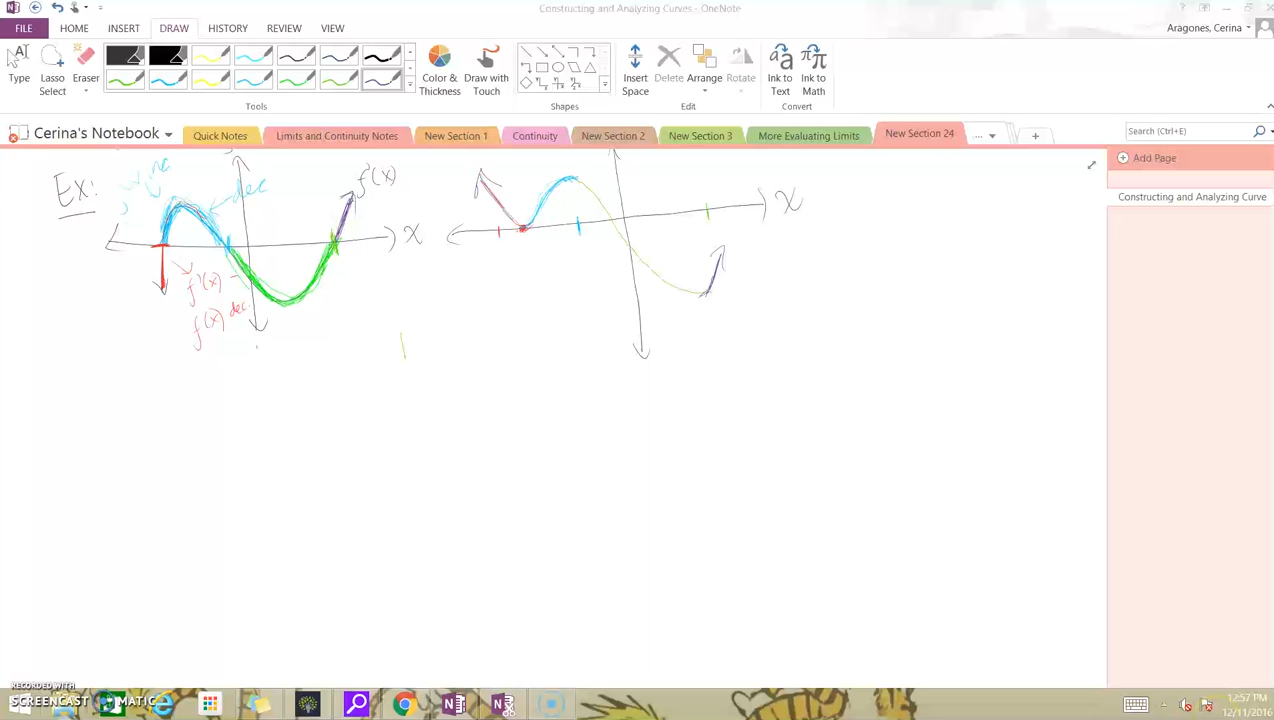 Constructing and Analyzing Curves - OneNote
FILE HOME INSERT DRAW HISTORY REVIEW VIEW
Aragones, Cerina
Type
Lasso Select
Eraser
Color & Thickness
Draw with Touch
Insert Space
Delete
Arrange
Rotate
Ink to Text
Ink to Math
Tools
Shapes
Edit
Convert
Cerina's Notebook
Quick Notes
Limits and Continuity Notes
New Section 1
Continuity
New Section 2
New Section 3
More Evaluating Limits
New Section 24
Search (Ctrl+E)
Add Page
Constructing and Analyzing Curve
Ex:
inc
dec
f'(x)
x
x
f'(x) -
f(x) dec.
RECORDED WITH
SCREENCAST MATIC
12:57 PM
12/11/2016